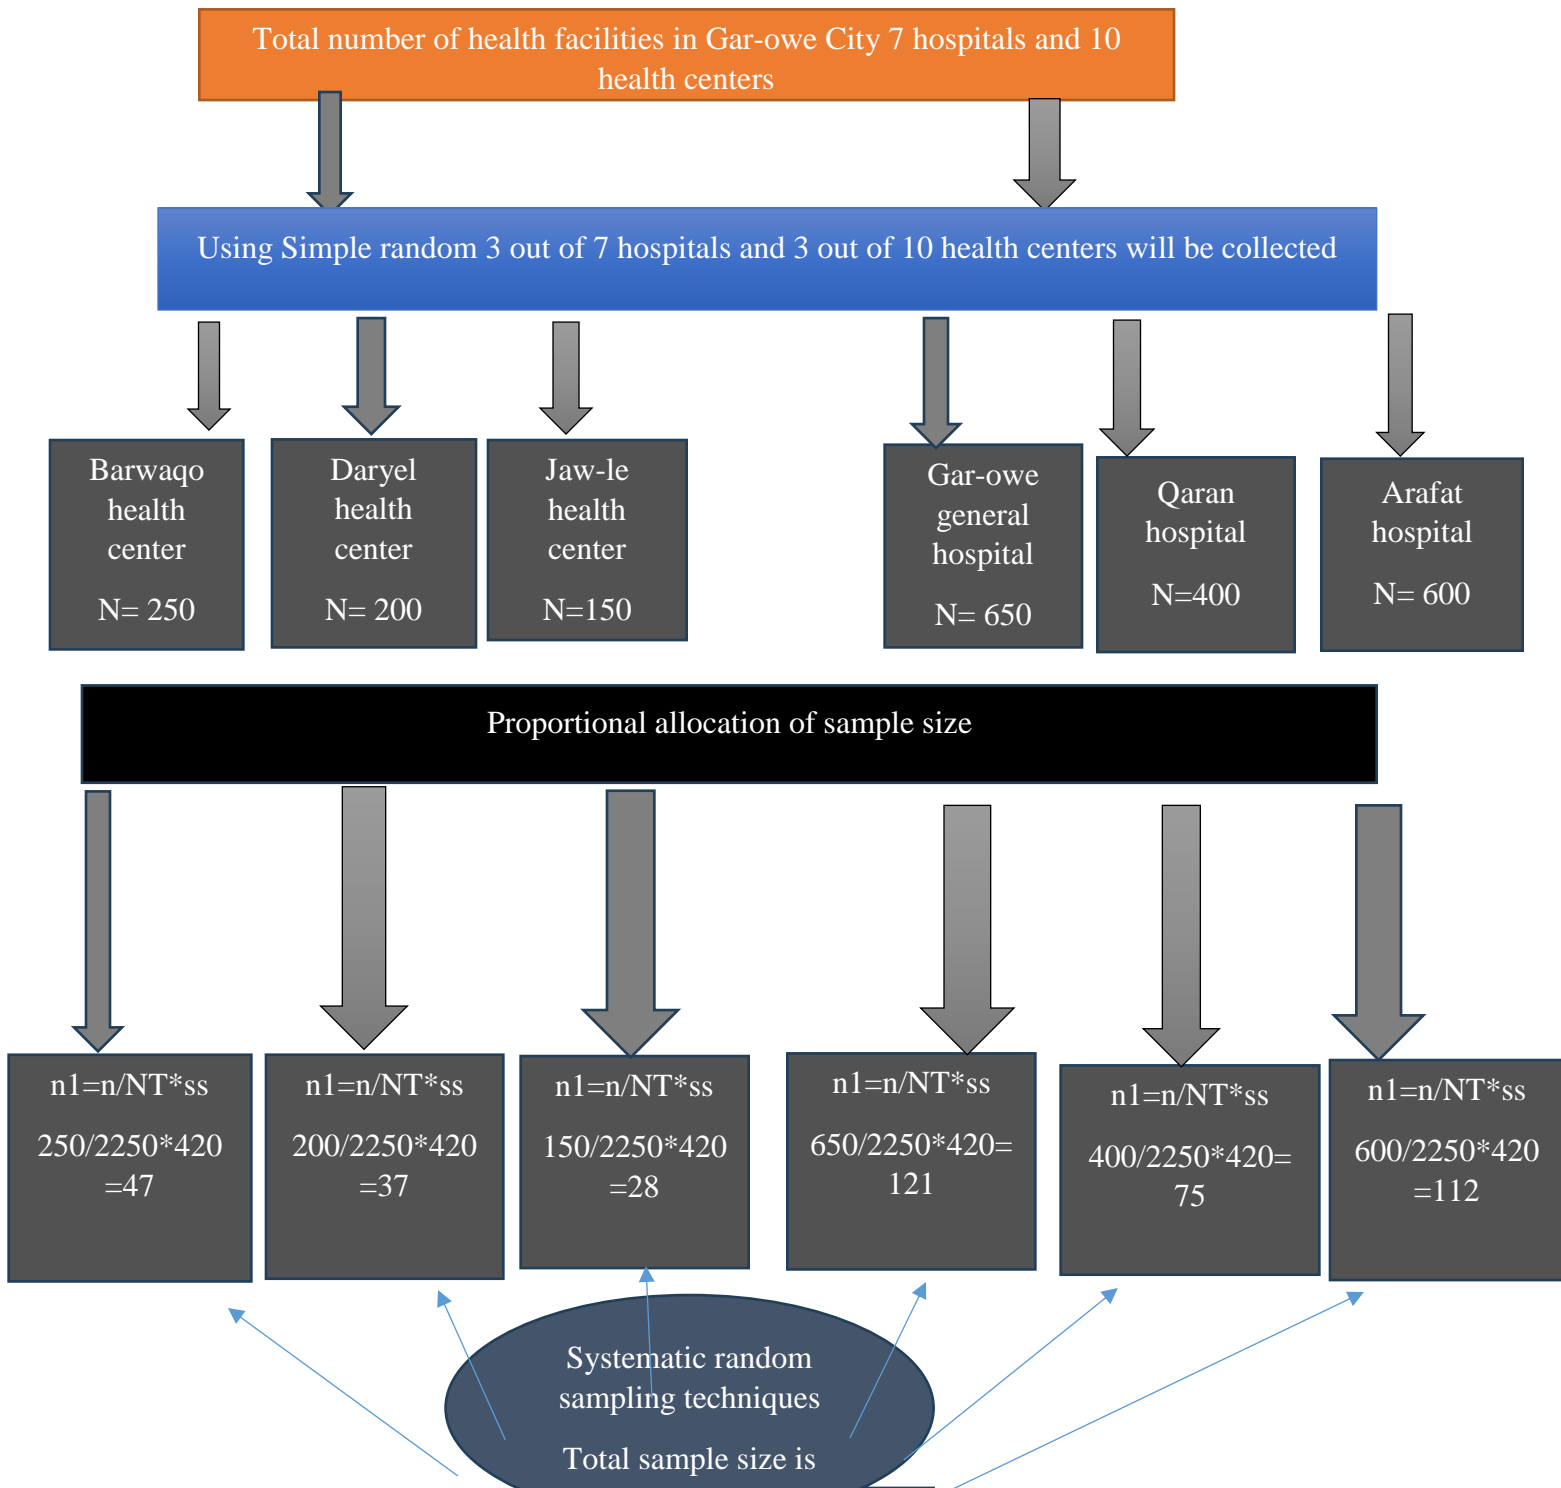 Total number of health facilities in Gar-owe City 7 hospitals and 10
health centers
Using Simple random 3 out of 7 hospitals and 3 out of 10 health centers will be collected
Barwaqo
health
center
N= 250
Daryel
health
center
N= 200
Jaw-le
health
center
N=150
Gar-owe
general
hospital
N= 650
Qaran
hospital
N=400
Arafat
hospital
N= 600
Proportional allocation of sample size
n1=n/NT*ss
250/2250*420
=47
n1=n/NT*ss
200/2250*420
=37
n1=n/NT*ss
150/2250*420
=28
n1=n/NT*ss
650/2250*420=
121
n1=n/NT*ss
400/2250*420=
75
n1=n/NT*ss
600/2250*420
=112
Systematic random
sampling techniques
Total sample size is